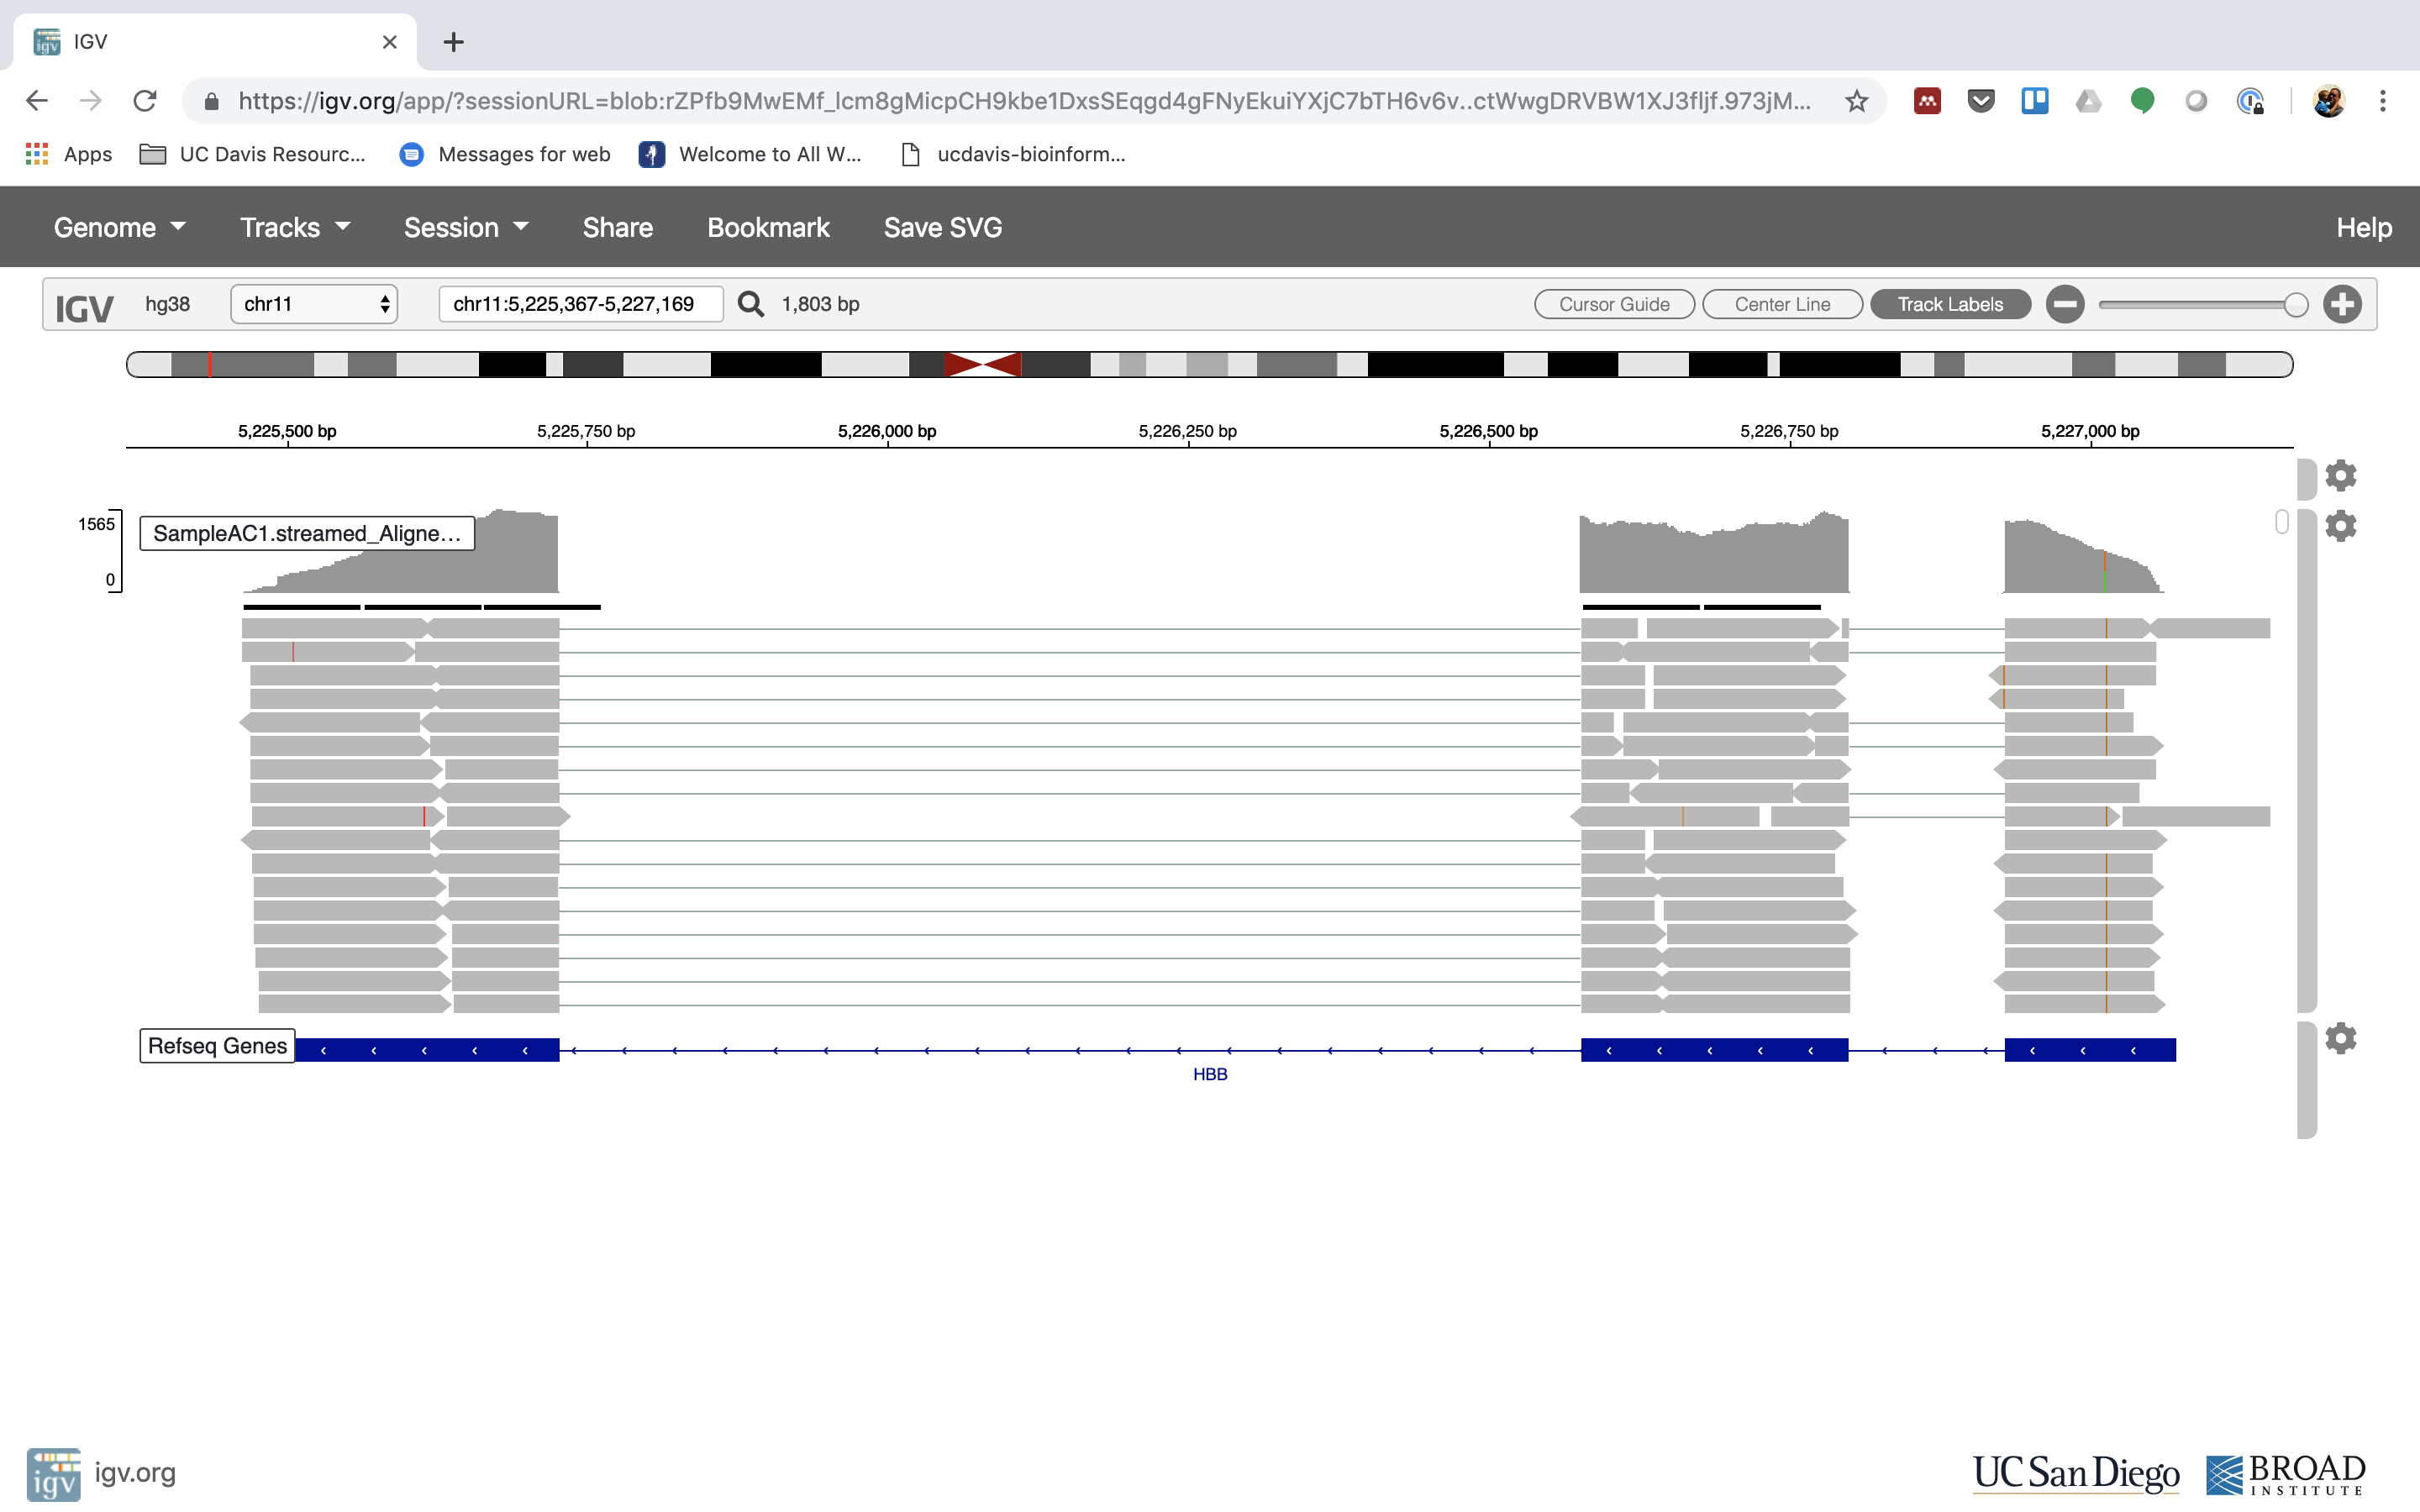 IGV
https://igv.org/app/?sessionURL=blob:rZPfb9MwEMf_lcm8gMicpCH9kbe1DxsSEqgd4gFNyEkuiYXjC7bTH6v6v..ctWwgDRVBW1XJ3fljf.973jM...
Apps UC Davis Resourc... Messages for web Welcome to All W... ucdavis-bioinform...
Genome Tracks Session Share Bookmark Save SVG Help
IGV hg38 chr11 chr11:5,225,367-5,227,169 1,803 bp Cursor Guide Center Line Track Labels
5,225,500 bp 5,225,750 bp 5,226,000 bp 5,226,250 bp 5,226,500 bp 5,226,750 bp 5,227,000 bp
1565
SampleAC1.streamed_Aligne...
0
Refseq Genes
HBB
igv igv.org UC San Diego BROAD
INSTITUTE